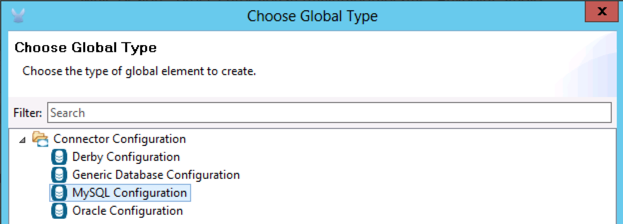 Choose Global Type
X
Choose Global Type
Choose the type of global element to create.
Filter: Search
Connector Configuration
Derby Configuration
Generic Database Configuration
MySQL Configuration
Oracle Configuration